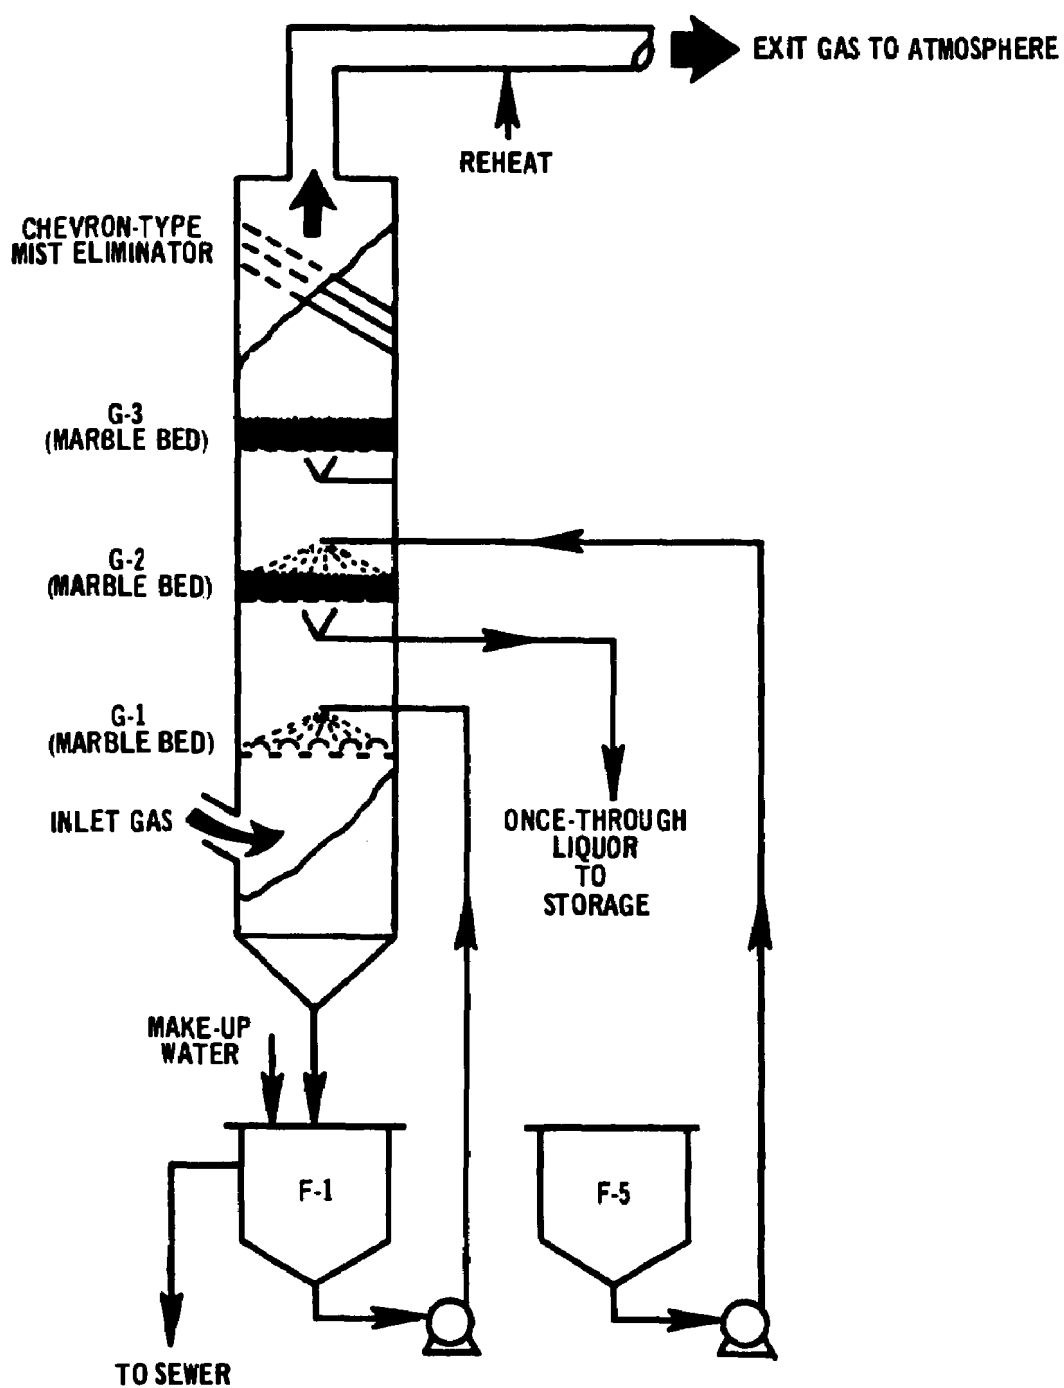 EXIT GAS TO ATMOSPHERE
REHEAT
CHEVRON-TYPE
MIST ELIMINATOR
G-3
(MARBLE BED)
G-2
(MARBLE BED)
G-1
(MARBLE BED)
INLET GAS
ONCE-THROUGH
LIQUOR
TO
STORAGE
MAKE-UP
WATER
F-1
F-5
TO SEWER